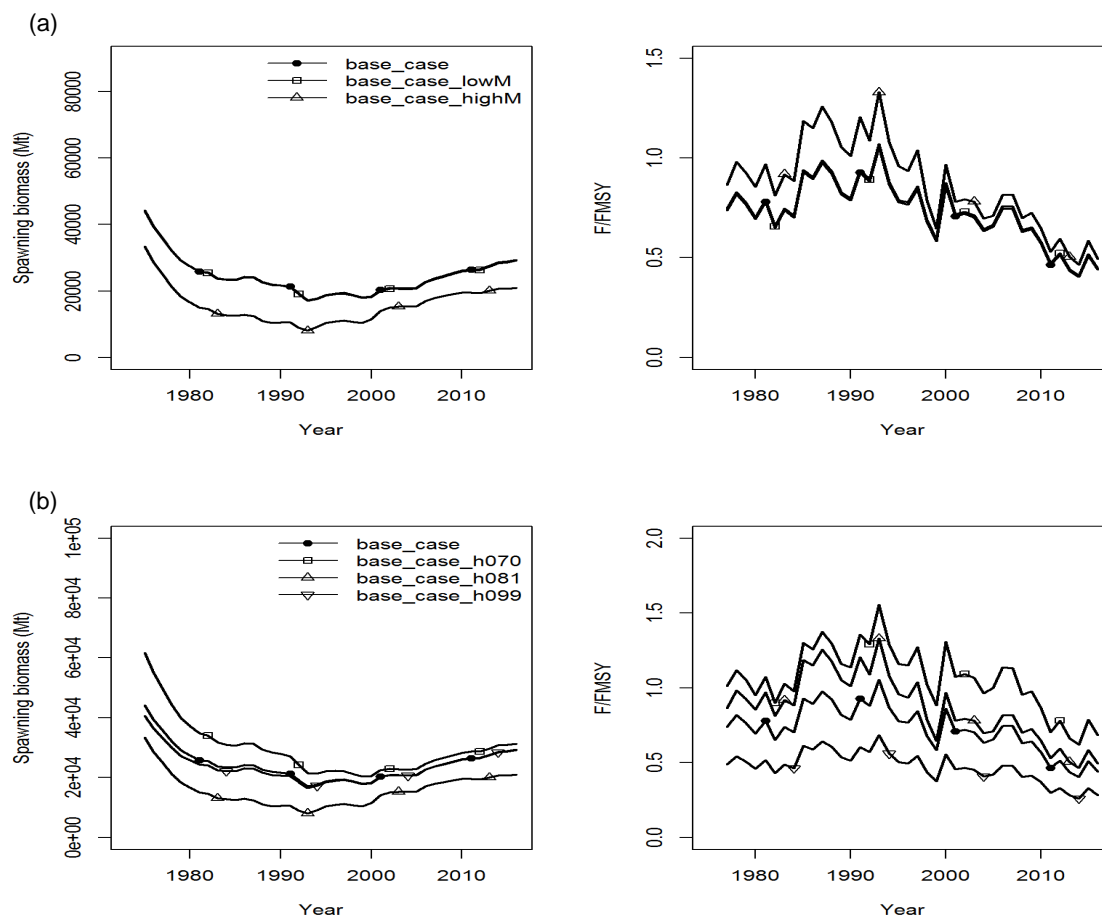 (a)
base_case
base_case_lowM
base_case_highM
Spawning biomass (Mt)
0 20000 40000 60000 80000
1980 1990 2000 2010
Year
F/FMSY
0.0 0.5 1.0 1.5
1980 1990 2000 2010
Year
(b)
base_case
base_case_h070
base_case_h081
base_case_h099
Spawning biomass (Mt)
0e+00 2e+04 4e+04 6e+04 8e+04 1e+05
1980 1990 2000 2010
Year
F/FMSY
0.0 0.5 1.0 1.5 2.0
1980 1990 2000 2010
Year